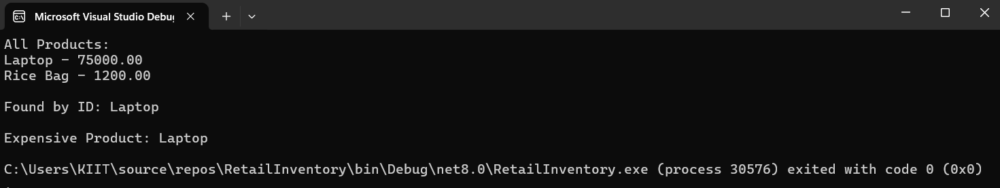 Microsoft Visual Studio Debug
All Products:
Laptop - 75000.00
Rice Bag - 1200.00
Found by ID: Laptop
Expensive Product: Laptop
C:\Users\KIIT\source\repos\RetailInventory\bin\Debug\net8.0\RetailInventory.exe (process 30576) exited with code 0 (0x0)